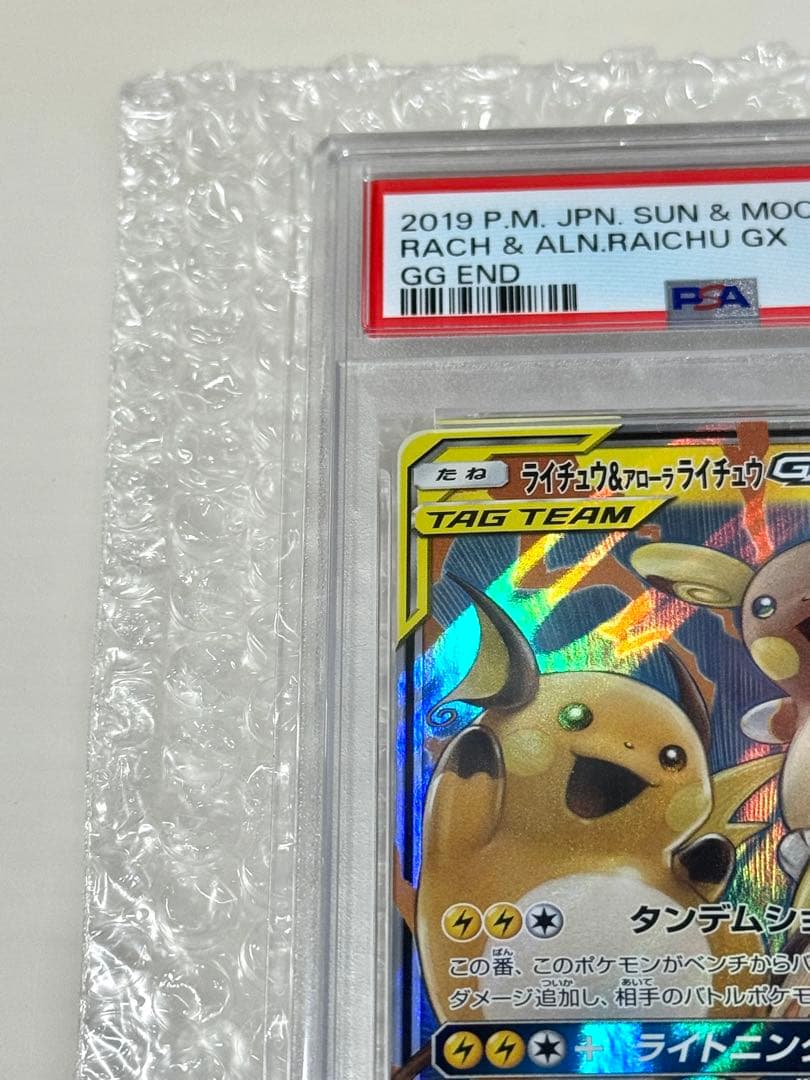 2019 P.M. JPN. SUN & MOO
RACH & ALN.RAICHU GX
GG END
PSA
たね ライチュウ&アローラライチュウ
TAG TEAM
タンデムショ
この番、このポケモンがベンチからバ
ダメージ追加し、相手のバトルポケモ
ライトニング